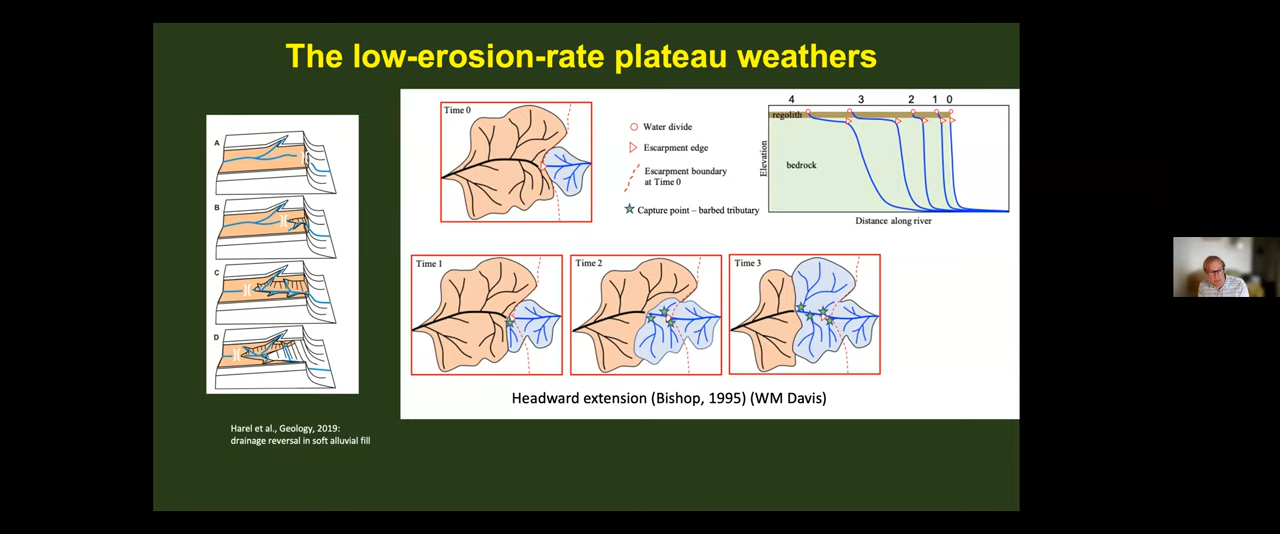 The low-erosion-rate plateau weathers
A
B
C
D
Harel et al., Geology, 2019:
drainage reversal in soft alluvial fill
Time 0
Water divide
Escarpment edge
Escarpment boundary
at Time 0
Capture point – barbed tributary
4 3 2 1 0
regolith
bedrock
Elevation
Distance along river
Time 1
Time 2
Time 3
Headward extension (Bishop, 1995) (WM Davis)